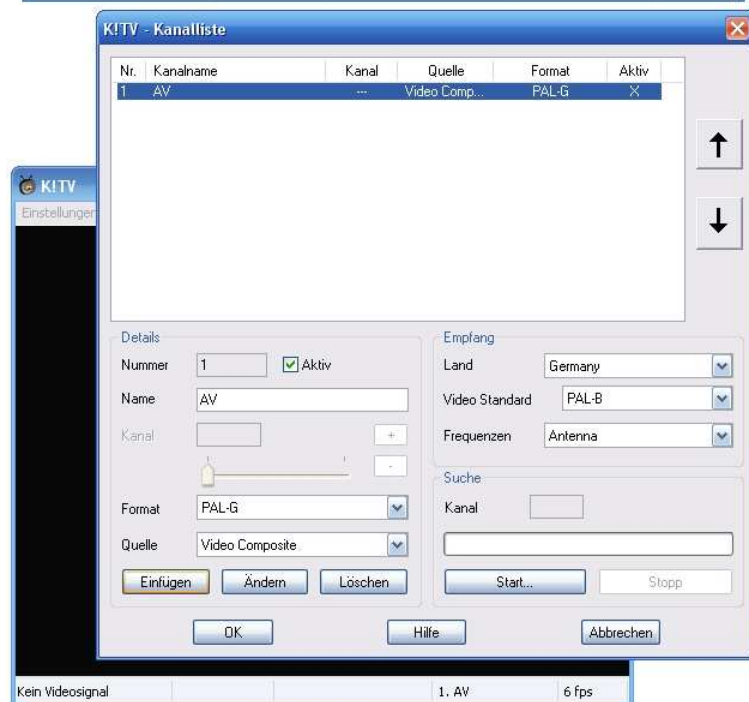 K!TV - Kanalliste
Nr. Kanalname Kanal Quelle Format Aktiv
1 AV --- Video Comp... PAL-G X
K!TV
Einstellungen
Details
Nummer 1 Aktiv
Name AV
Kanal + -
Format PAL-G
Quelle Video Composite
Einfügen Ändern Löschen
Empfang
Land Germany
Video Standard PAL-B
Frequenzen Antenna
Suche
Kanal
Start... Stopp
OK Hilfe Abbrechen
Kein Videosignal 1. AV 6 fps